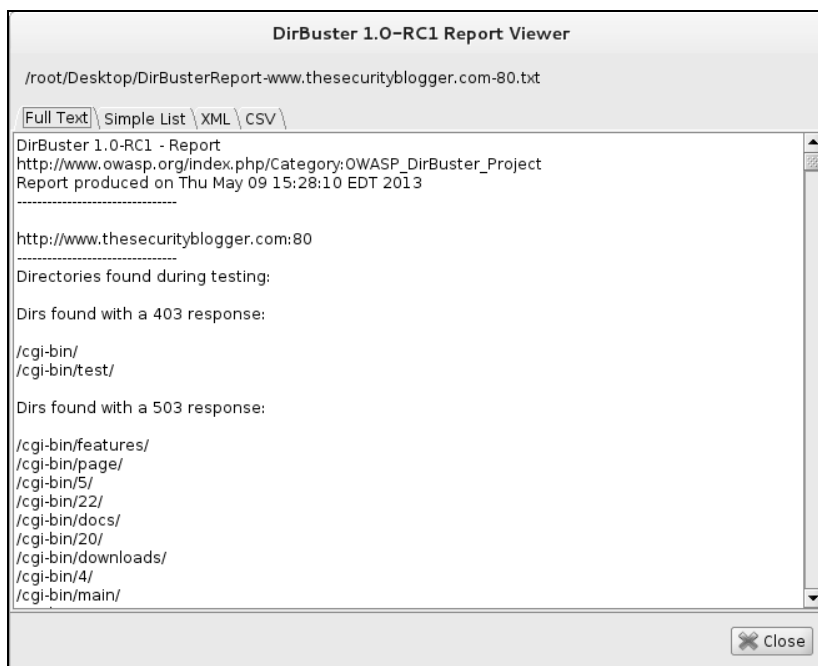 DirBuster 1.0-RC1 Report Viewer
/root/Desktop/DirBusterReport-www.thesecurityblogger.com-80.txt
Full Text Simple List XML CSV
DirBuster 1.0-RC1 - Report
http://www.owasp.org/index.php/Category:OWASP_DirBuster_Project
Report produced on Thu May 09 15:28:10 EDT 2013
--------------------------------
http://www.thesecurityblogger.com:80
--------------------------------
Directories found during testing:
Dirs found with a 403 response:
/cgi-bin/
/cgi-bin/test/
Dirs found with a 503 response:
/cgi-bin/features/
/cgi-bin/page/
/cgi-bin/5/
/cgi-bin/22/
/cgi-bin/docs/
/cgi-bin/20/
/cgi-bin/downloads/
/cgi-bin/4/
/cgi-bin/main/
Close